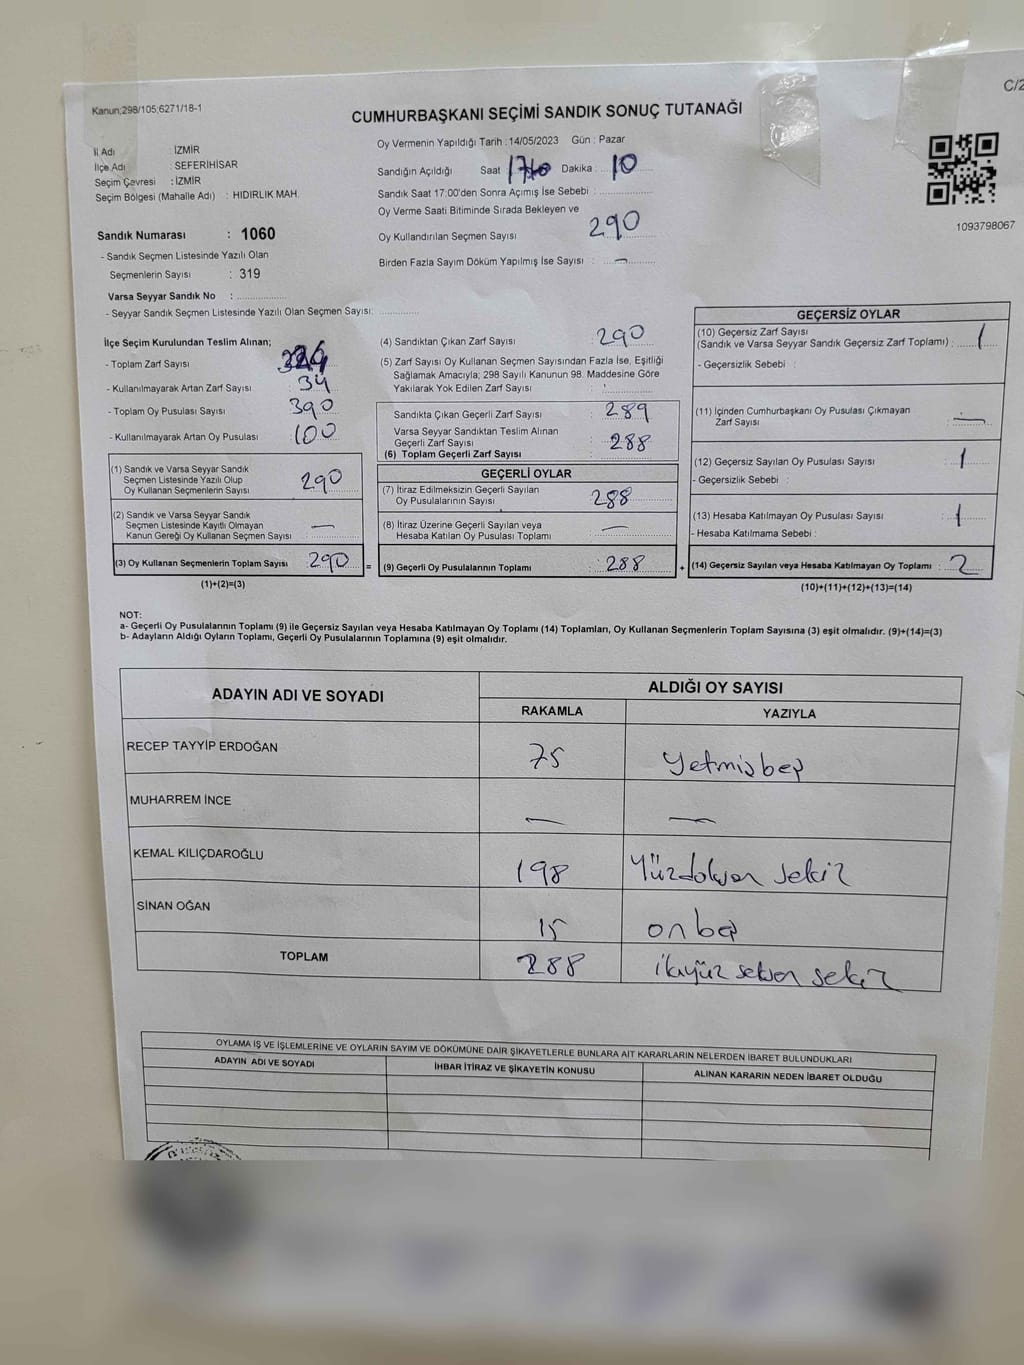 Kanun;298/105;6271/18-1
C/2
CUMHURBAŞKANI SEÇİMİ SANDIK SONUÇ TUTANAĞI
İl Adı İZMİR
İlçe Adı : SEFERİHİSAR
Seçim Çevresi : İZMİR
Seçim Bölgesi (Mahalle Adı) : HIDIRLIK MAH.
Oy Vermenin Yapıldığı Tarih : 14/05/2023 Gün : Pazar
Sandığın Açıldığı Saat Dakika : 10
Sandık Saat 17:00'den Sonra Açımış İse Sebebi :
Oy Verme Saati Bitiminde Sırada Bekleyen ve
Oy Kullandırılan Seçmen Sayısı 290
Birden Fazla Sayım Döküm Yapılmış İse Sayısı : —
1093798067
Sandık Numarası : 1060
- Sandık Seçmen Listesinde Yazılı Olan
Seçmenlerin Sayısı : 319
Varsa Seyyar Sandık No :
- Seyyar Sandık Seçmen Listesinde Yazılı Olan Seçmen Sayısı:
İlçe Seçim Kurulundan Teslim Alınan;
- Toplam Zarf Sayısı
- Kullanılmayarak Artan Zarf Sayısı : 34
- Toplam Oy Pusulası Sayısı 390
- Kullanılmayarak Artan Oy Pusulası : 100
(1) Sandık ve Varsa Seyyar Sandık
Seçmen Listesinde Yazılı Olup
Oy Kullanan Seçmenlerin Sayısı : 290
(2) Sandık ve Varsa Seyyar Sandık
Seçmen Listesinde Kayıtlı Olmayan
Kanun Gereği Oy Kullanan Seçmen Sayısı : —
(3) Oy Kullanan Seçmenlerin Toplam Sayısı : 290
(1)+(2)=(3)
(4) Sandıktan Çıkan Zarf Sayısı : 290
(5) Zarf Sayısı Oy Kullanan Seçmen Sayısından Fazla İse, Eşitliği
Sağlamak Amacıyla; 298 Sayılı Kanunun 98. Maddesine Göre
Yakılarak Yok Edilen Zarf Sayısı :
Sandıkta Çıkan Geçerli Zarf Sayısı : 289
Varsa Seyyar Sandıktan Teslim Alınan
Geçerli Zarf Sayısı : 288
(6) Toplam Geçerli Zarf Sayısı
GEÇERLİ OYLAR
(7) İtiraz Edilmeksizin Geçerli Sayılan
Oy Pusulalarının Sayısı : 288
(8) İtiraz Üzerine Geçerli Sayılan veya
Hesaba Katılan Oy Pusulası Toplamı : —
= (9) Geçerli Oy Pusulalarının Toplamı : 288 +
GEÇERSİZ OYLAR
(10) Geçersiz Zarf Sayısı
(Sandık ve Varsa Seyyar Sandık Geçersiz Zarf Toplamı) : 1
- Geçersizlik Sebebi :
(11) İçinden Cumhurbaşkanı Oy Pusulası Çıkmayan
Zarf Sayısı : —
(12) Geçersiz Sayılan Oy Pusulası Sayısı : 1
- Geçersizlik Sebebi :
(13) Hesaba Katılmayan Oy Pusulası Sayısı : 1
- Hesaba Katılmama Sebebi :
(14) Geçersiz Sayılan veya Hesaba Katılmayan Oy Toplamı : 2
(10)+(11)+(12)+(13)=(14)
NOT:
a- Geçerli Oy Pusulalarının Toplamı (9) ile Geçersiz Sayılan veya Hesaba Katılmayan Oy Toplamı (14) Toplamları, Oy Kullanan Seçmenlerin Toplam Sayısına (3) eşit olmalıdır. (9)+(14)=(3)
b- Adayların Aldığı Oyların Toplamı, Geçerli Oy Pusulalarının Toplamına (9) eşit olmalıdır.
ADAYIN ADI VE SOYADI ALDIĞI OY SAYISI
RAKAMLA YAZIYLA
RECEP TAYYİP ERDOĞAN 75 Yetmişbeş
MUHARREM İNCE — —
KEMAL KILIÇDAROĞLU 198 Yüzdoksan sekiz
SİNAN OĞAN 15 on beş
TOPLAM 288 ikiyüz seksen sekiz
OYLAMA İŞ VE İŞLEMLERİNE VE OYLARIN SAYIM VE DÖKÜMÜNE DAİR ŞİKAYETLERLE BUNLARA AİT KARARLARIN NELERDEN İBARET BULUNDUKLARI
ADAYIN ADI VE SOYADI İHBAR İTİRAZ VE ŞİKAYETİN KONUSU ALINAN KARARIN NEDEN İBARET OLDUĞU